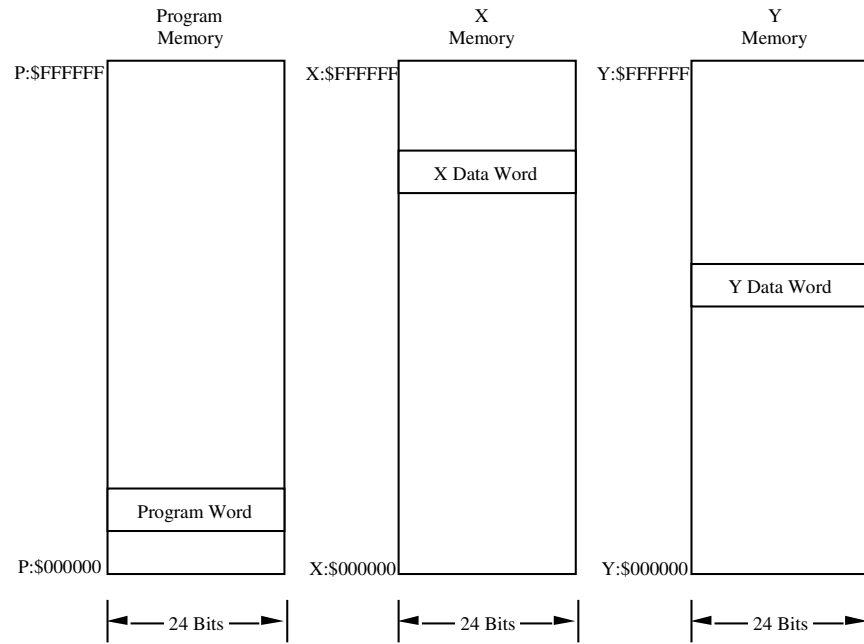 Program
Memory
X
Memory
Y
Memory
P:$FFFFFF
X:$FFFFFF
Y:$FFFFFF
X Data Word
Y Data Word
Program Word
P:$000000
X:$000000
Y:$000000
24 Bits
24 Bits
24 Bits